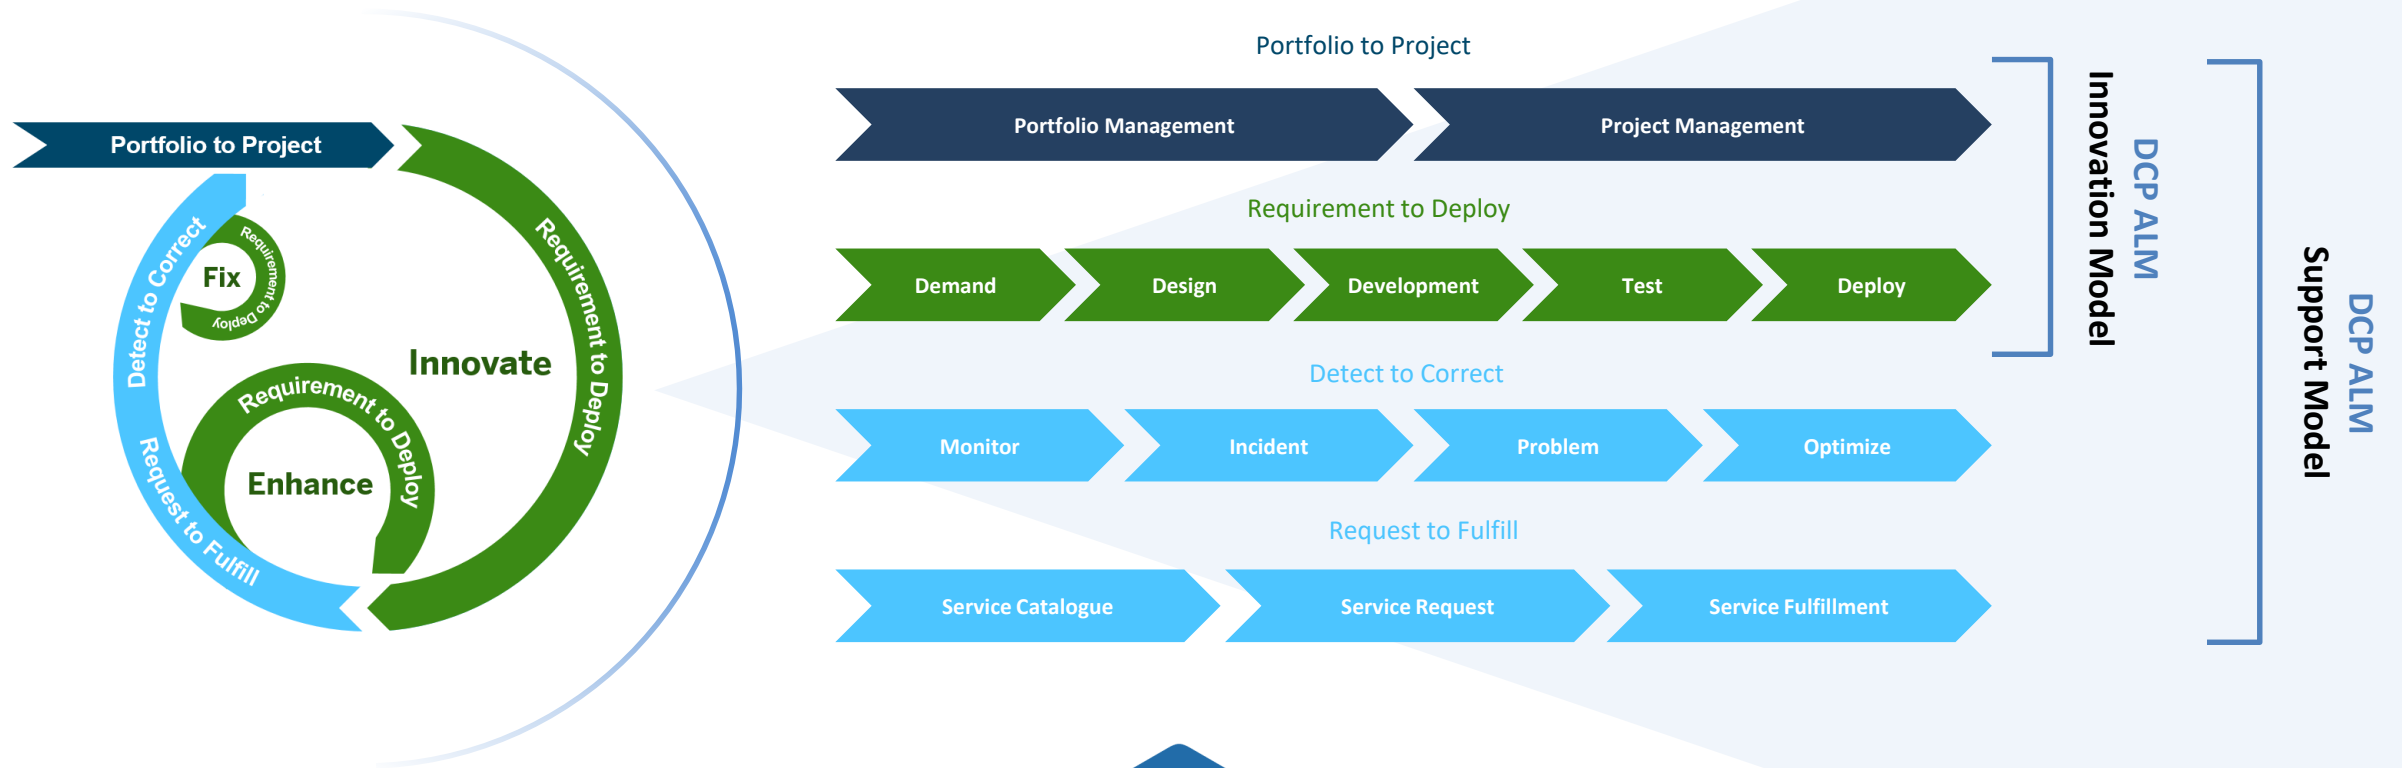 Portfolio to Project
Detect to Correct
Requirement to Deploy
Fix
Requirement to Deploy
Innovate
Requirement to Deploy
Enhance
Request to Fulfill
Portfolio to Project
Portfolio Management
Project Management
Requirement to Deploy
Demand
Design
Development
Test
Deploy
Detect to Correct
Monitor
Incident
Problem
Optimize
Request to Fulfill
Service Catalogue
Service Request
Service Fulfillment
DCP ALM
Innovation Model
DCP ALM
Support Model